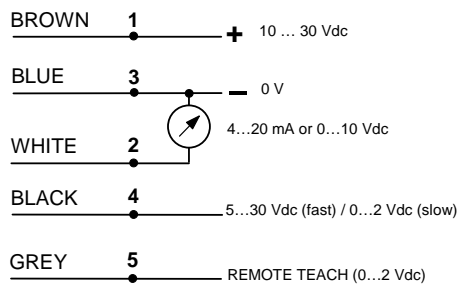 BROWN 1 + 10 … 30 Vdc
BLUE 3 – 0 V
4…20 mA or 0…10 Vdc
WHITE 2
BLACK 4 5…30 Vdc (fast) / 0…2 Vdc (slow)
GREY 5 REMOTE TEACH (0…2 Vdc)